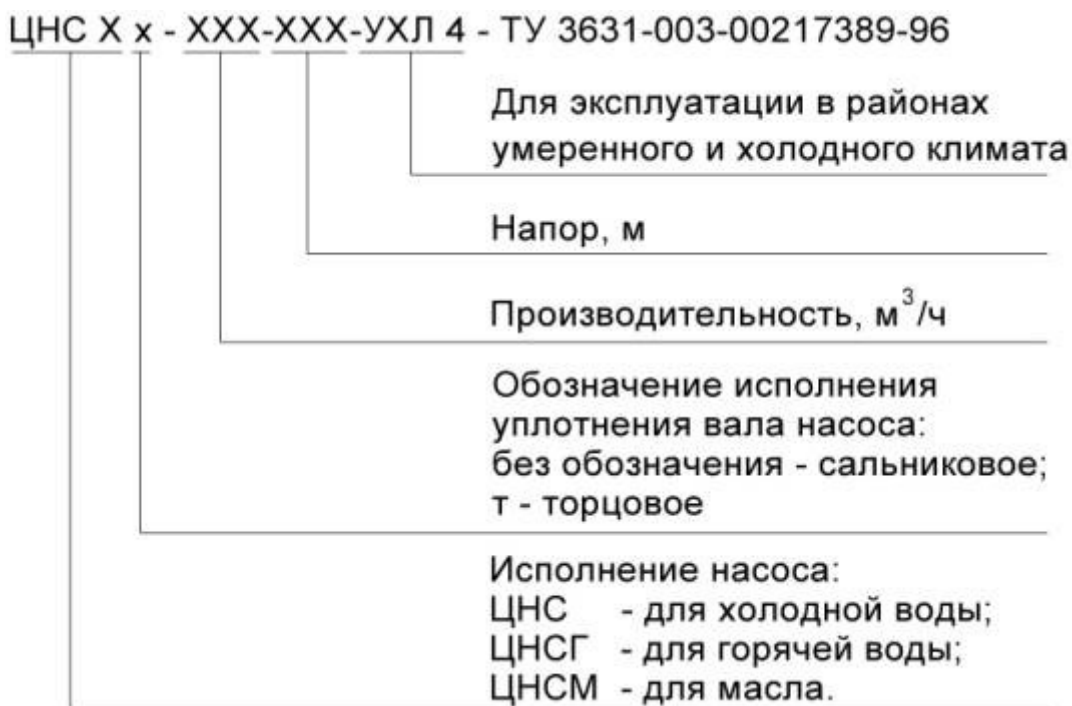 ЦНС Х х - ХХХ-ХХХ-УХЛ 4 - ТУ 3631-003-00217389-96
Для эксплуатации в районах
умеренного и холодного климата
Напор, м
Производительность, м³/ч
Обозначение исполнения
уплотнения вала насоса:
без обозначения - сальниковое;
т - торцовое
Исполнение насоса:
ЦНС - для холодной воды;
ЦНСГ - для горячей воды;
ЦНСМ - для масла.